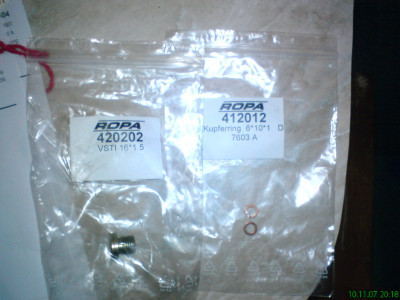 ROPA
420202
VSTI 16*1.5
ROPA
412012
Kupferring 6*10*1 D
7603 A
10.11.07 20:18